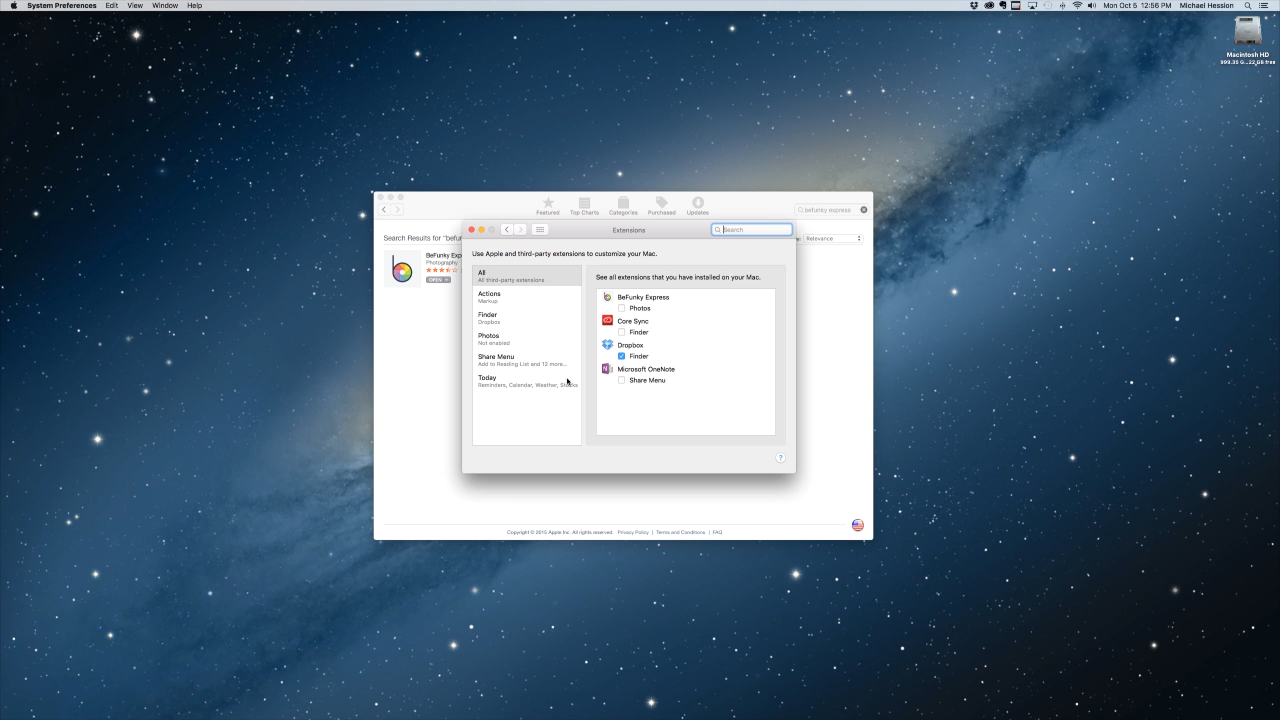 System Preferences Edit View Window Help
Mon Oct 5 12:56 PM Michael Hession
Macintosh HD
Featured Top Charts Categories Purchased Updates
befunky express
Extensions
Search
Search Results for "befun
Relevance
BeFunky Exp
Photography
OPEN
Use Apple and third-party extensions to customize your Mac.
All
All third-party extensions
Actions
Markup
Finder
Dropbox
Photos
Not enabled
Share Menu
Add to Reading List and 12 more...
Today
Reminders, Calendar, Weather, Stocks
See all extensions that you have installed on your Mac.
BeFunky Express
Photos
Core Sync
Finder
Dropbox
Finder
Microsoft OneNote
Share Menu
?
Copyright © 2015 Apple Inc. All rights reserved. Privacy Policy | Terms and Conditions | FAQ